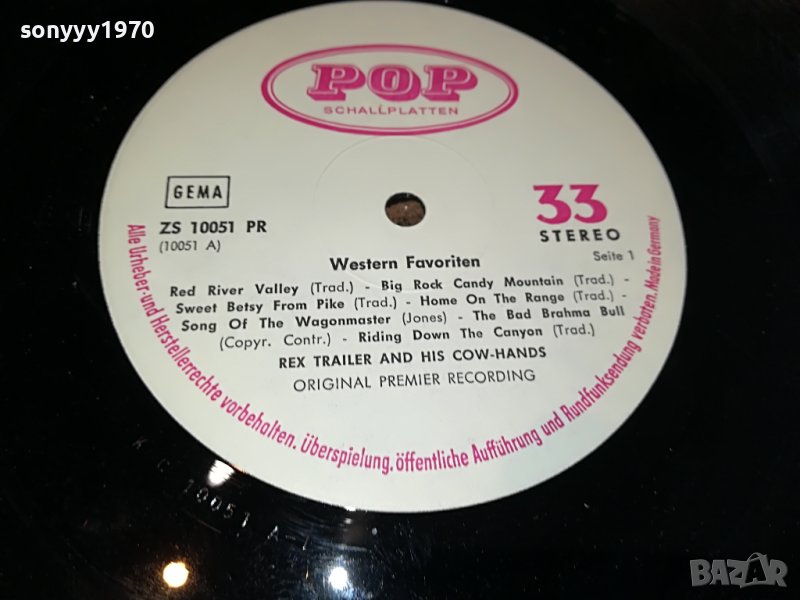 sonyyy1970
POP
SCHALLPLATTEN
GEMA
ZS 10051 PR
(10051 A)
33
STEREO
Seite 1
Western Favoriten
Red River Valley (Trad.) - Big Rock Candy Mountain (Trad.) -
Sweet Betsy From Pike (Trad.) - Home On The Range (Trad.) -
Song Of The Wagonmaster (Jones) - The Bad Brahma Bull
(Copyr. Contr.) - Riding Down The Canyon (Trad.)
REX TRAILER AND HIS COW-HANDS
ORIGINAL PREMIER RECORDING
Alle Urheber- und Herstellerrechte vorbehalten. Überspielung, öffentliche Aufführung und Rundfunksendung verboten. Made in Germany
10051 A
BAZAR